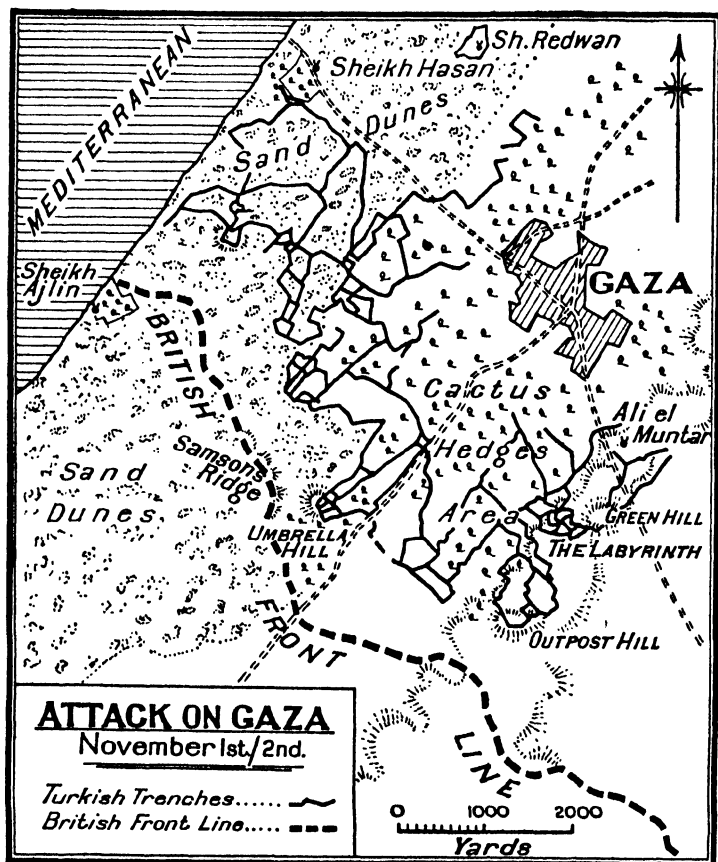 Sh. Redwan
Sheikh Hasan
MEDITERRANEAN
Dunes
Sand
Sheikh
Ajlin
GAZA
BRITISH
Cactus
Ali el
Muntar
Samsons
Ridge
Hedges
Sand
Dunes
Area
GREEN HILL
UMBRELLA
HILL
THE LABYRINTH
FRONT
OUTPOST HILL
LINE
ATTACK ON GAZA
November 1st./2nd.
Turkish Trenches......
British Front Line.....
0 1000 2000
Yards